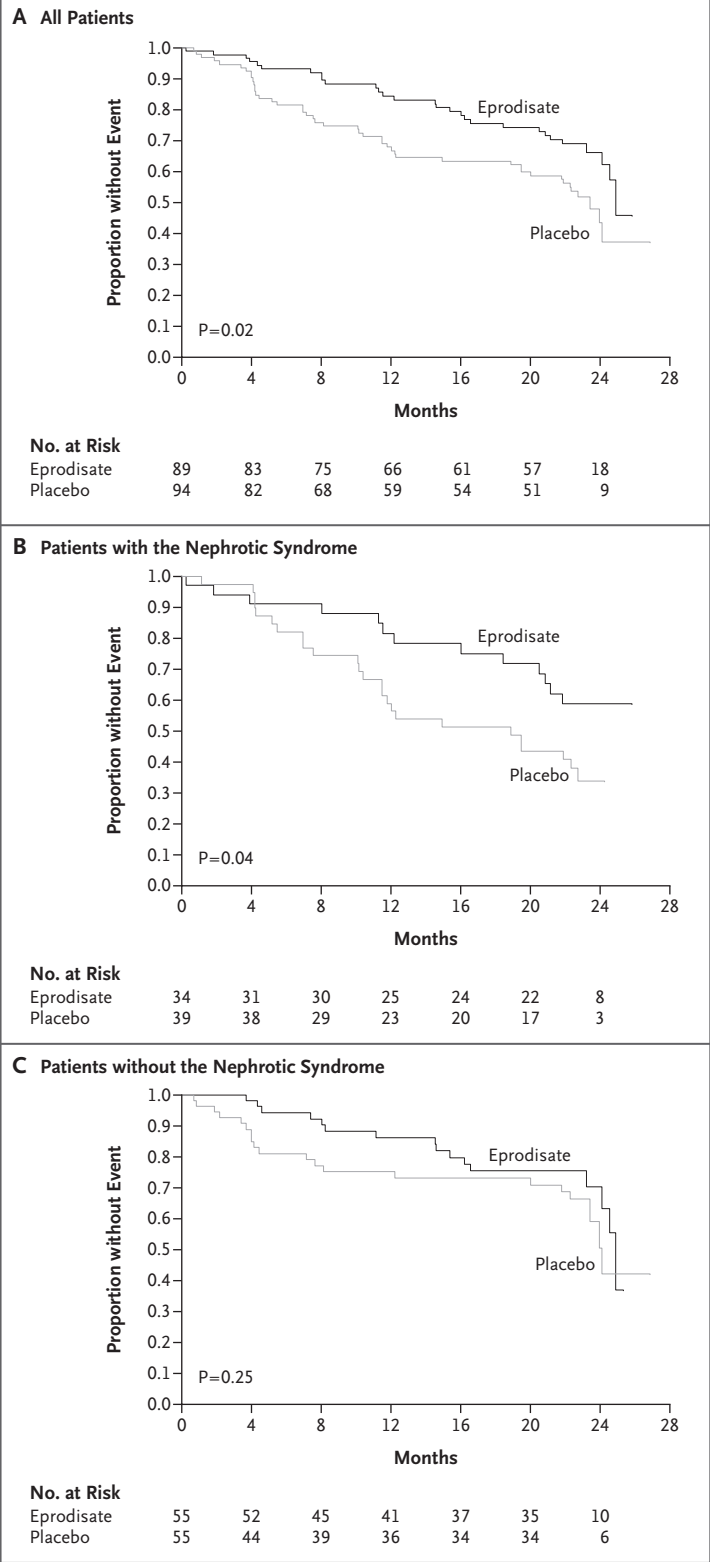 A All Patients
1.0
0.9
0.8
0.7
0.6
0.5
0.4
0.3
0.2
0.1
0.0
Proportion without Event
Eprodisate
Placebo
P=0.02
0 4 8 12 16 20 24 28
Months
No. at Risk
Eprodisate 89 83 75 66 61 57 18
Placebo 94 82 68 59 54 51 9
B Patients with the Nephrotic Syndrome
1.0
0.9
0.8
0.7
0.6
0.5
0.4
0.3
0.2
0.1
0.0
Proportion without Event
Eprodisate
Placebo
P=0.04
0 4 8 12 16 20 24 28
Months
No. at Risk
Eprodisate 34 31 30 25 24 22 8
Placebo 39 38 29 23 20 17 3
C Patients without the Nephrotic Syndrome
1.0
0.9
0.8
0.7
0.6
0.5
0.4
0.3
0.2
0.1
0.0
Proportion without Event
Eprodisate
Placebo
P=0.25
0 4 8 12 16 20 24 28
Months
No. at Risk
Eprodisate 55 52 45 41 37 35 10
Placebo 55 44 39 36 34 34 6